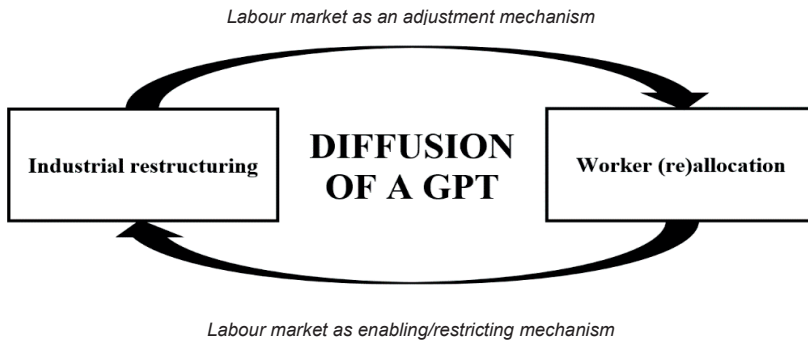 Labour market as an adjustment mechanism
Industrial restructuring
DIFFUSION
OF A GPT
Worker (re)allocation
Labour market as enabling/restricting mechanism